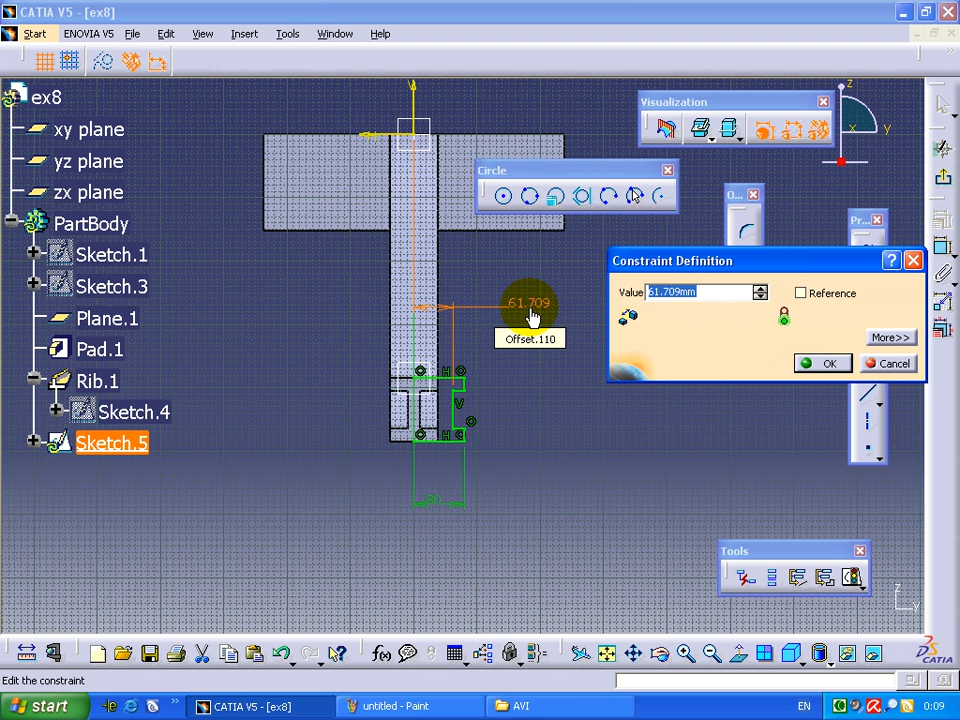 CATIA V5 - [ex8]
Start ENOVIA V5 File Edit View Insert Tools Window Help
ex8
xy plane
yz plane
zx plane
PartBody
Sketch.1
Sketch.3
Plane.1
Pad.1
Rib.1
Sketch.4
Sketch.5
Visualization
Circle
O...
Pr...
z
y
x
Constraint Definition
Value 61.709mm
Reference
More>>
OK
Cancel
61.709
Offset.110
H
V
H
80
Tools
z
y
f(x)
CATIA
Edit the constraint
start
CATIA V5 - [ex8]
untitled - Paint
AVI
EN
0:09